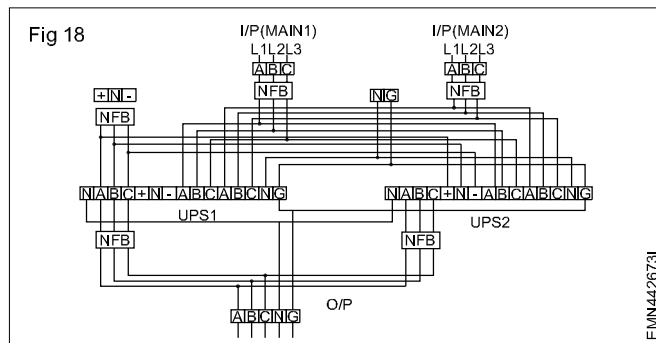 Fig 18
I/P(MAIN1)
L1L2L3
ABC
NFB
I/P(MAIN2)
L1L2L3
ABC
NFB
+N-
NFB
NG
NABC+N-ABCABCNG
UPS1
NABC+N-ABCABCNG
UPS2
NFB
NFB
O/P
ABCNG
EMN442673I